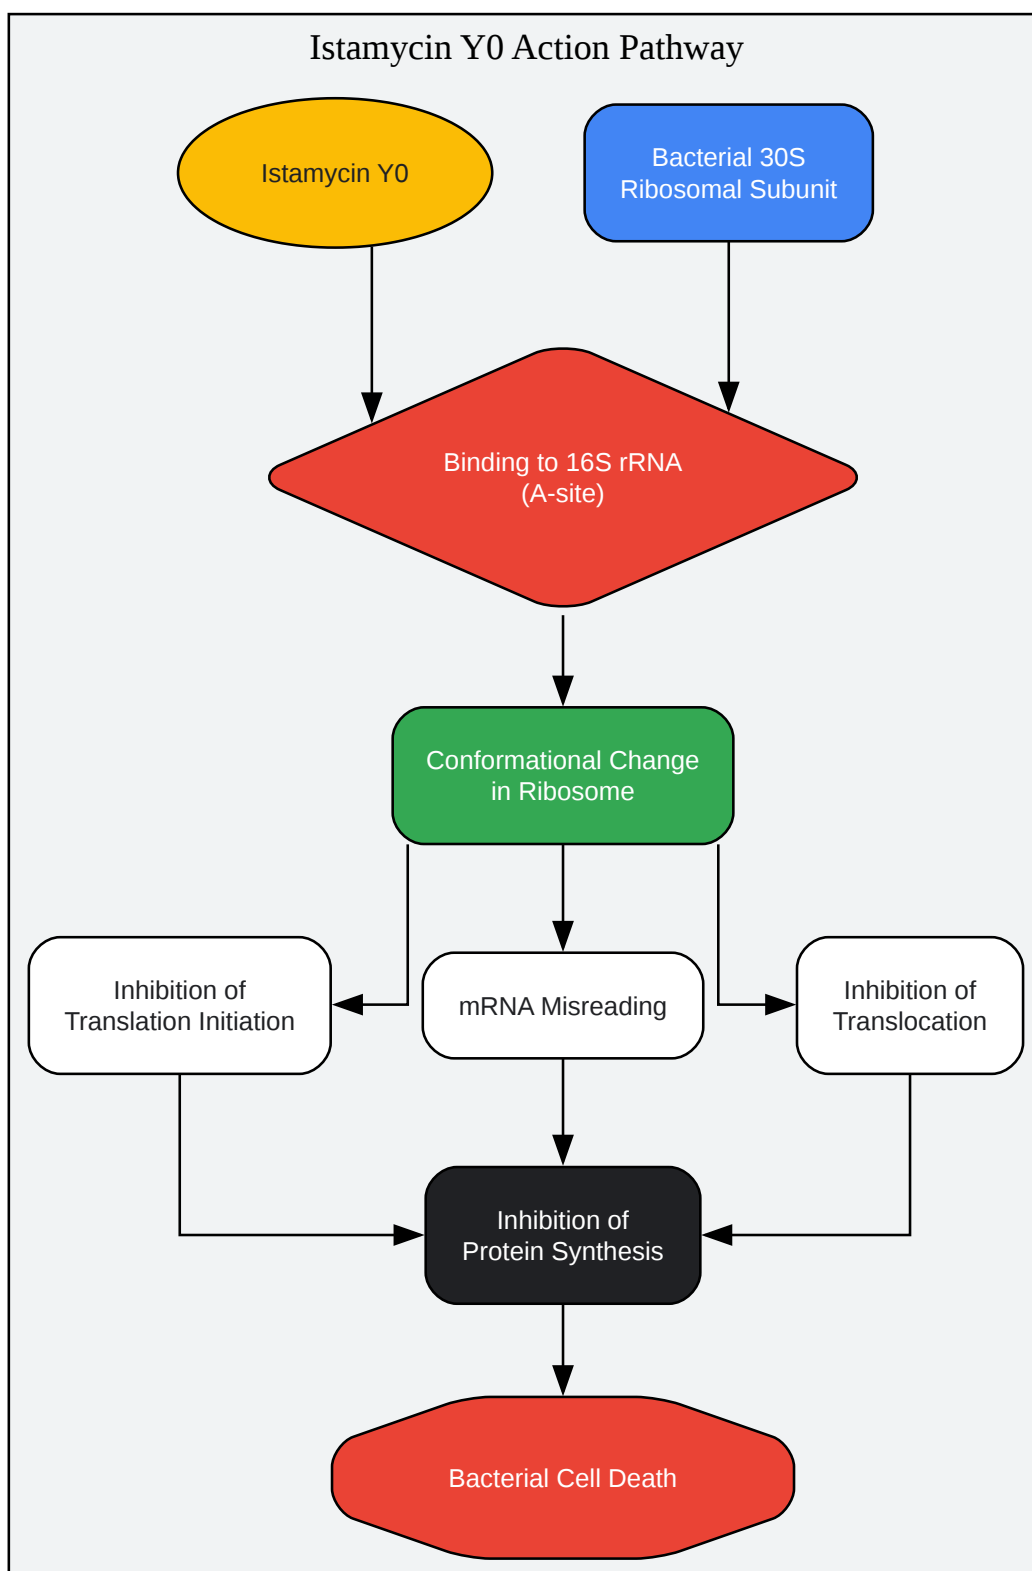 Istamycin Y0 Action Pathway
Istamycin Y0
Bacterial 30S
Ribosomal Subunit
Binding to 16S rRNA
(A-site)
Conformational Change
in Ribosome
Inhibition of
Translation Initiation
mRNA Misreading
Inhibition of
Translocation
Inhibition of
Protein Synthesis
Bacterial Cell Death